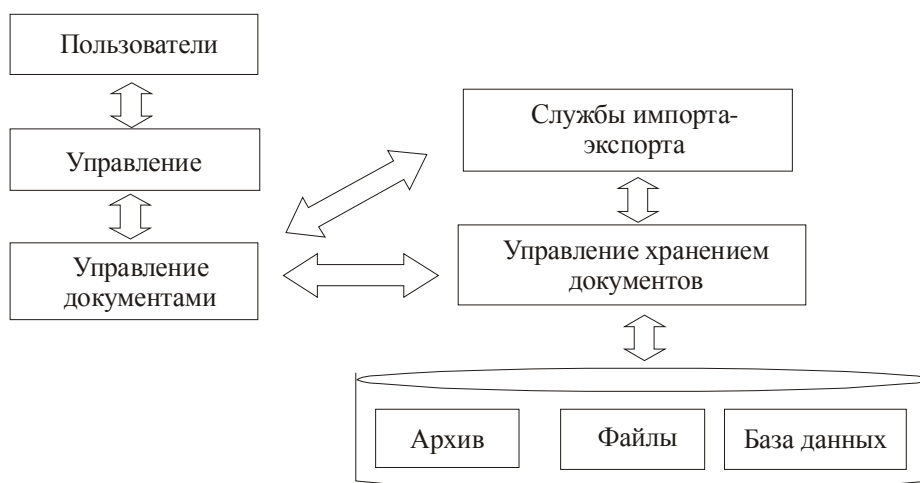 Пользователи
Управление
Управление
документами
Службы импорта-
экспорта
Управление хранением
документов
Архив
Файлы
База данных